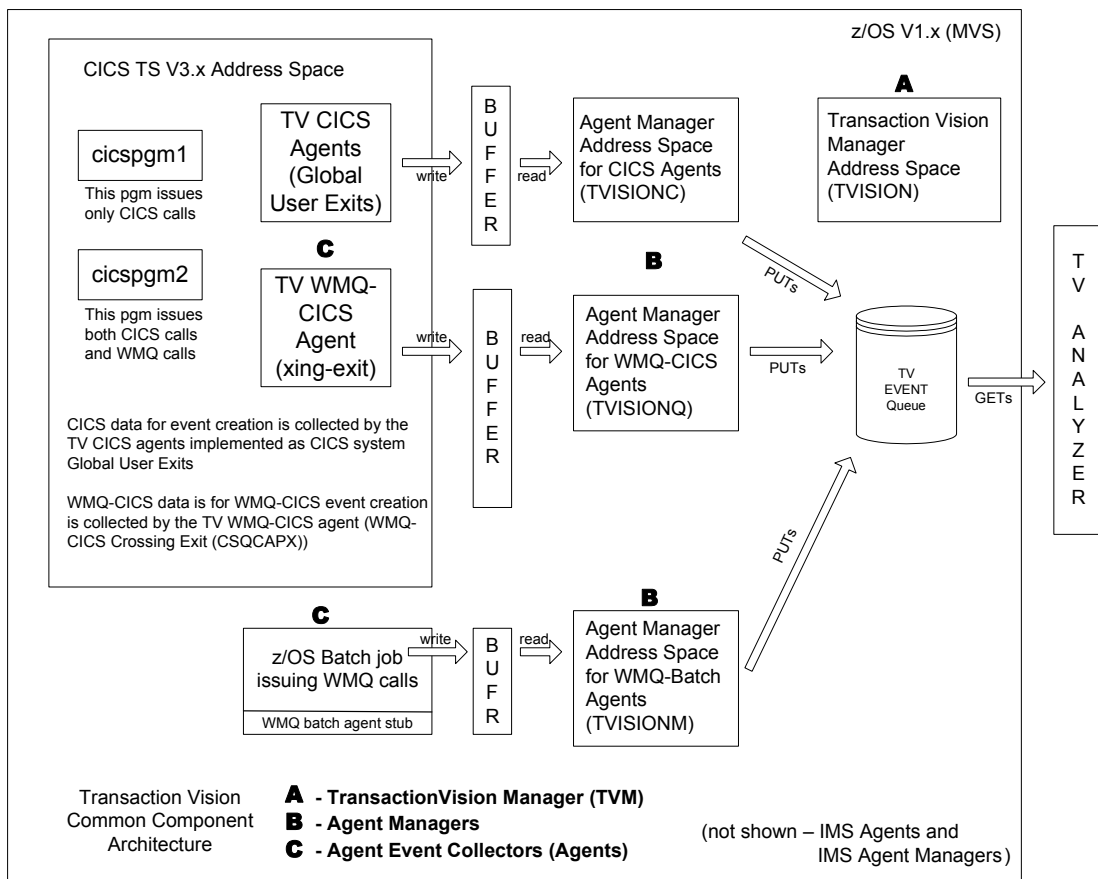 z/OS V1.x (MVS)
CICS TS V3.x Address Space
cicspgm1
This pgm issues
only CICS calls
cicspgm2
This pgm issues
both CICS calls
and WMQ calls
TV CICS
Agents
(Global
User Exits)
C
TV WMQ-
CICS
Agent
(xing-exit)
CICS data for event creation is collected by the
TV CICS agents implemented as CICS system
Global User Exits
WMQ-CICS data is for WMQ-CICS event creation
is collected by the TV WMQ-CICS agent (WMQ-
CICS Crossing Exit (CSQCAPX))
write
BUFFER
read
Agent Manager
Address Space
for CICS Agents
(TVISIONC)
A
Transaction Vision
Manager
Address Space
(TVISION)
PUTs
write
BUFFER
read
B
Agent Manager
Address Space
for WMQ-CICS
Agents
(TVISIONQ)
PUTs
TV
EVENT
Queue
GETs
TV ANALYZER
C
z/OS Batch job
issuing WMQ calls
WMQ batch agent stub
write
BUFR
read
B
Agent Manager
Address Space
for WMQ-Batch
Agents
(TVISIONM)
PUTs
Transaction Vision
Common Component
Architecture
A - TransactionVision Manager (TVM)
B - Agent Managers
C - Agent Event Collectors (Agents)
(not shown – IMS Agents and
IMS Agent Managers)